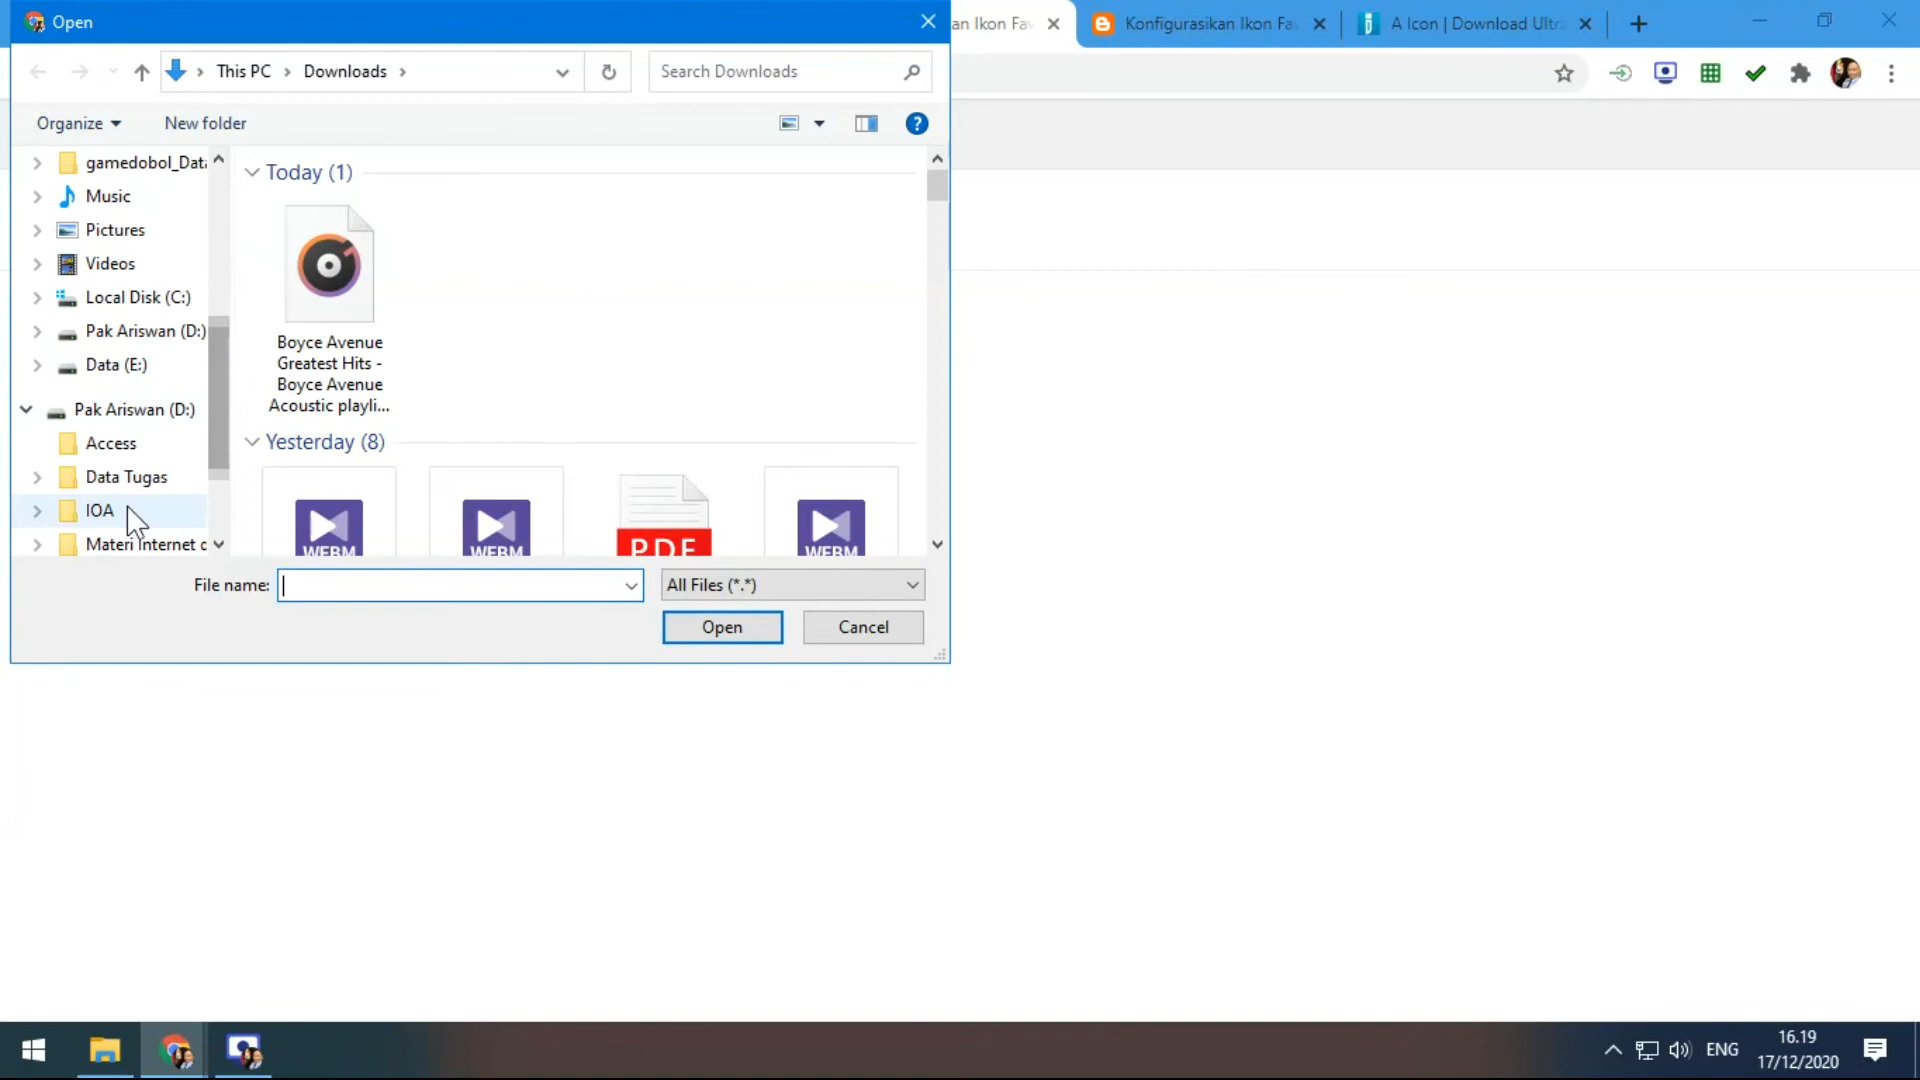 Open
an Ikon Fav
Konfigurasikan Ikon Fa
A Icon | Download Ultra
This PC
Downloads
Search Downloads
Organize
New folder
gamedobol_Data
Music
Pictures
Videos
Local Disk (C:)
Pak Ariswan (D:)
Data (E:)
Pak Ariswan (D:)
Access
Data Tugas
IOA
Materi Internet
Today (1)
Boyce Avenue
Greatest Hits -
Boyce Avenue
Acoustic playli...
Yesterday (8)
WEBM
WEBM
PDF
WEBM
File name:
All Files (*.*)
Open
Cancel
ENG
16.19
17/12/2020